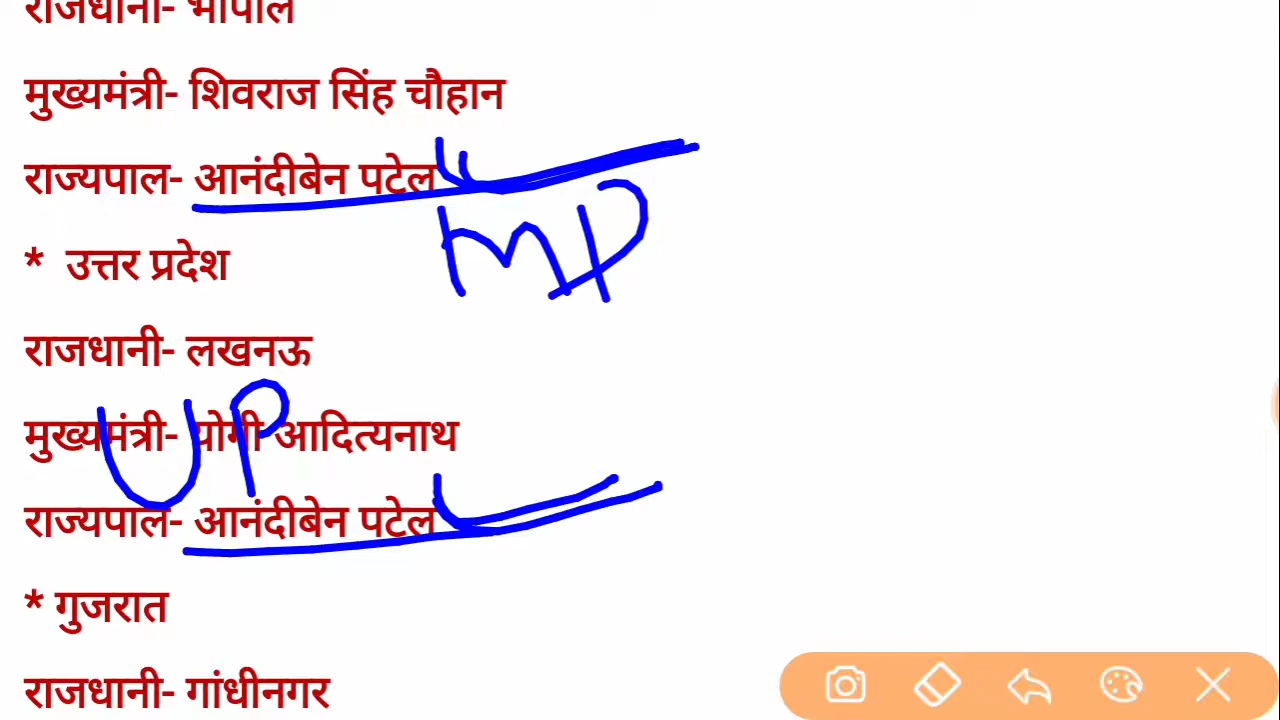 राजधानी- भोपाल
मुख्यमंत्री- शिवराज सिंह चौहान
राज्यपाल- आनंदीबेन पटेल
MP
* उत्तर प्रदेश
राजधानी- लखनऊ
UP
मुख्यमंत्री- योगी आदित्यनाथ
राज्यपाल- आनंदीबेन पटेल
* गुजरात
राजधानी- गांधीनगर